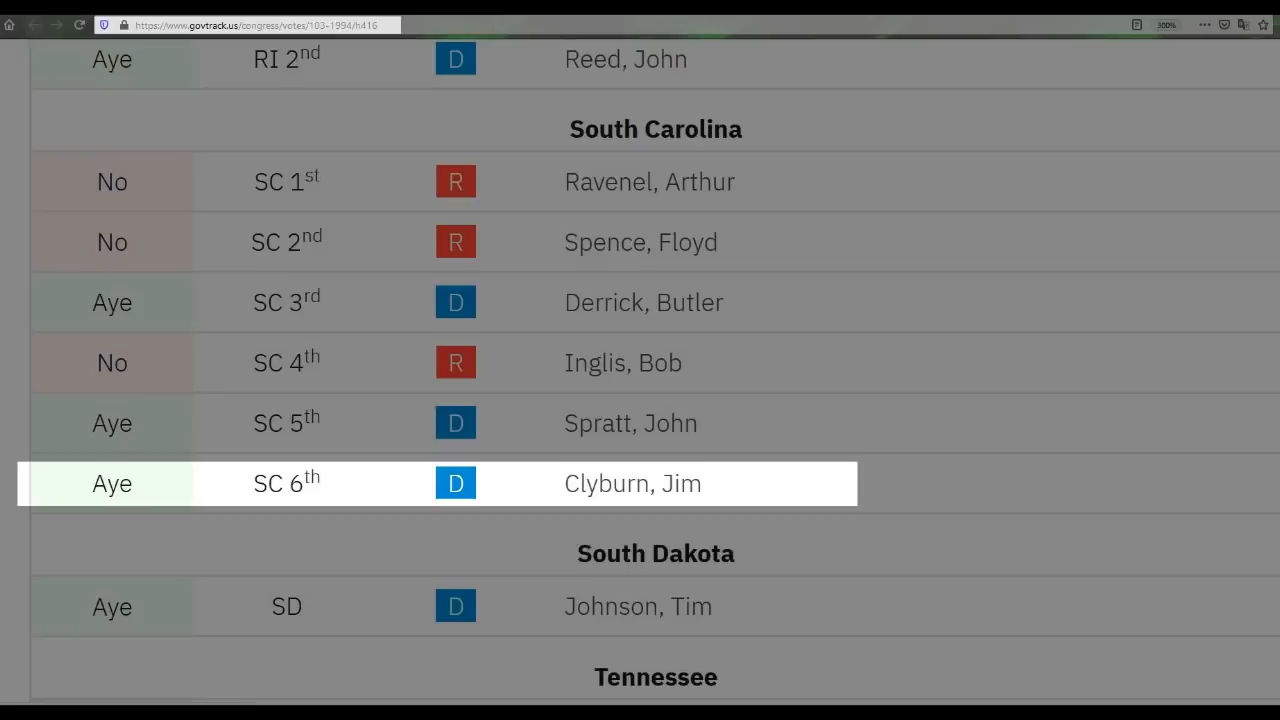 https://www.govtrack.us/congress/votes/103-1994/h416 300%
Aye RI 2nd D Reed, John
South Carolina
No SC 1st R Ravenel, Arthur
No SC 2nd R Spence, Floyd
Aye SC 3rd D Derrick, Butler
No SC 4th R Inglis, Bob
Aye SC 5th D Spratt, John
Aye SC 6th D Clyburn, Jim
South Dakota
Aye SD D Johnson, Tim
Tennessee